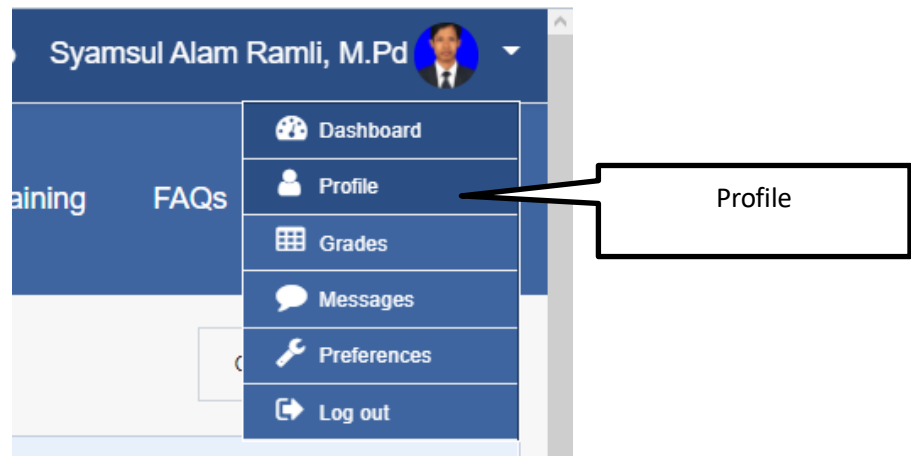 Syamsul Alam Ramli, M.Pd
Dashboard
aining FAQs
Profile
Profile
Grades
Messages
Preferences
Log out